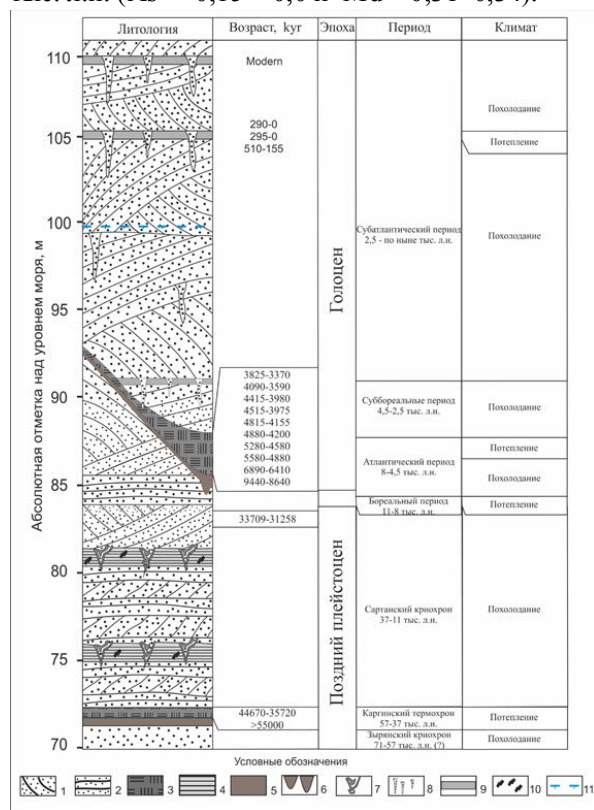 Литология
Возраст, kyr
Эпоха
Период
Климат
Абсолютная отметка над уровнем моря, м
110
105
100
95
90
85
80
75
70
Modern
290-0
295-0
510-155
3825-3370
4090-3590
4415-3980
4515-3975
4815-4155
4880-4200
5280-4580
5580-4880
6890-6410
9440-8640
33709-31258
44670-35720
>55000
Голоцен
Поздний плейстоцен
Субатлантический период
2,5 - по ныне тыс. л.н.
Суббореальные период
4,5-2,5 тыс. л.н.
Атлантический период
8-4,5 тыс. л.н.
Бореальный период
11-8 тыс. л.н.
Сартанский криохрон
37-11 тыс. л.н.
Каргинский термохрон
57-37 тыс. л.н.
Зырянский криохрон
71-57 тыс. л.н. (?)
Похолодание
Потепление
Похолодание
Похолодание
Потепление
Похолодание
Потепление
Похолодание
Потепление
Похолодание
Условные обозначения
1 2 3 4 5 6 7 8 9 10 11